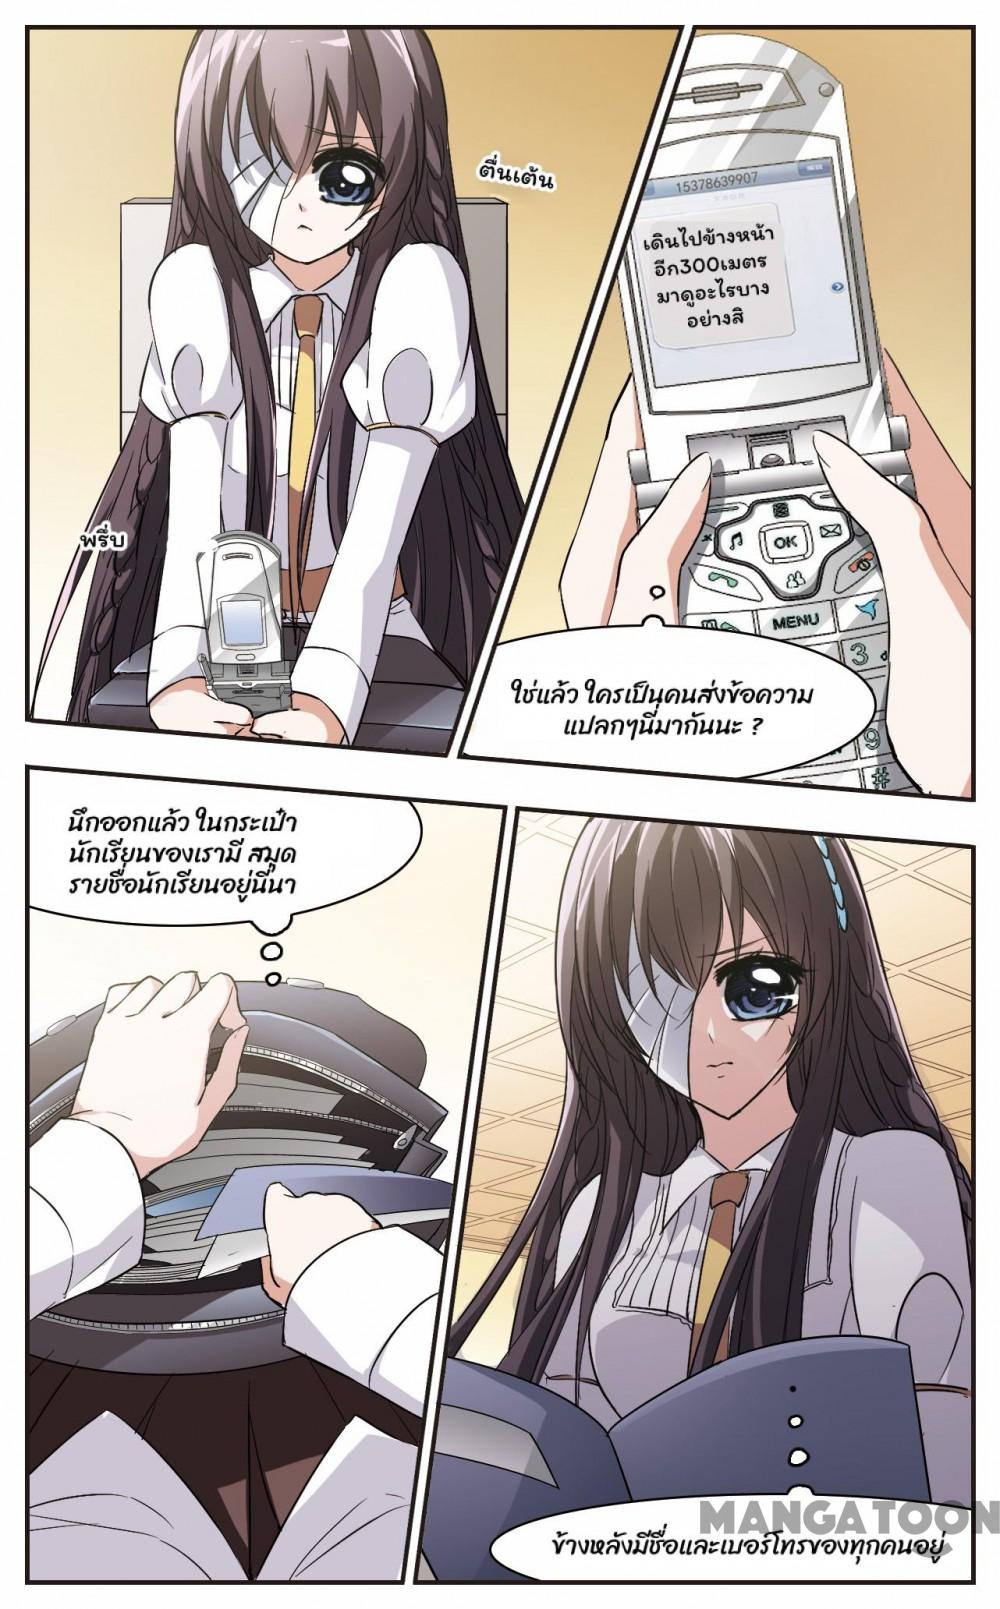 ตื่นเต้น
พรึ่บ
15378639907
เดินไปข้างหน้า
อีก300เมตร
มาดูอะไรบาง
อย่างสิ
OK
MENU
3
9
#
ใช่แล้ว ใครเป็นคนส่งข้อความ
แปลกๆนี่มากันนะ ?
นึกออกแล้ว ในกระเป๋า
นักเรียนของเรามี สมุด
รายชื่อนักเรียนอยู่นี่นา
ข้างหลังมีชื่อและเบอร์โทรของทุกคนอยู่
MANGATOON